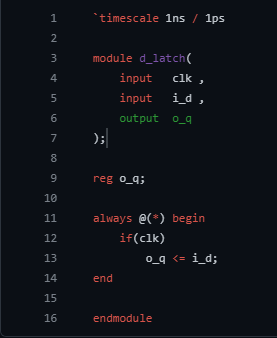 1 `timescale 1ns / 1ps
2
3 module d_latch(
4 input clk ,
5 input i_d ,
6 output o_q
7 );
8
9 reg o_q;
10
11 always @(*) begin
12 if(clk)
13 o_q <= i_d;
14 end
15
16 endmodule